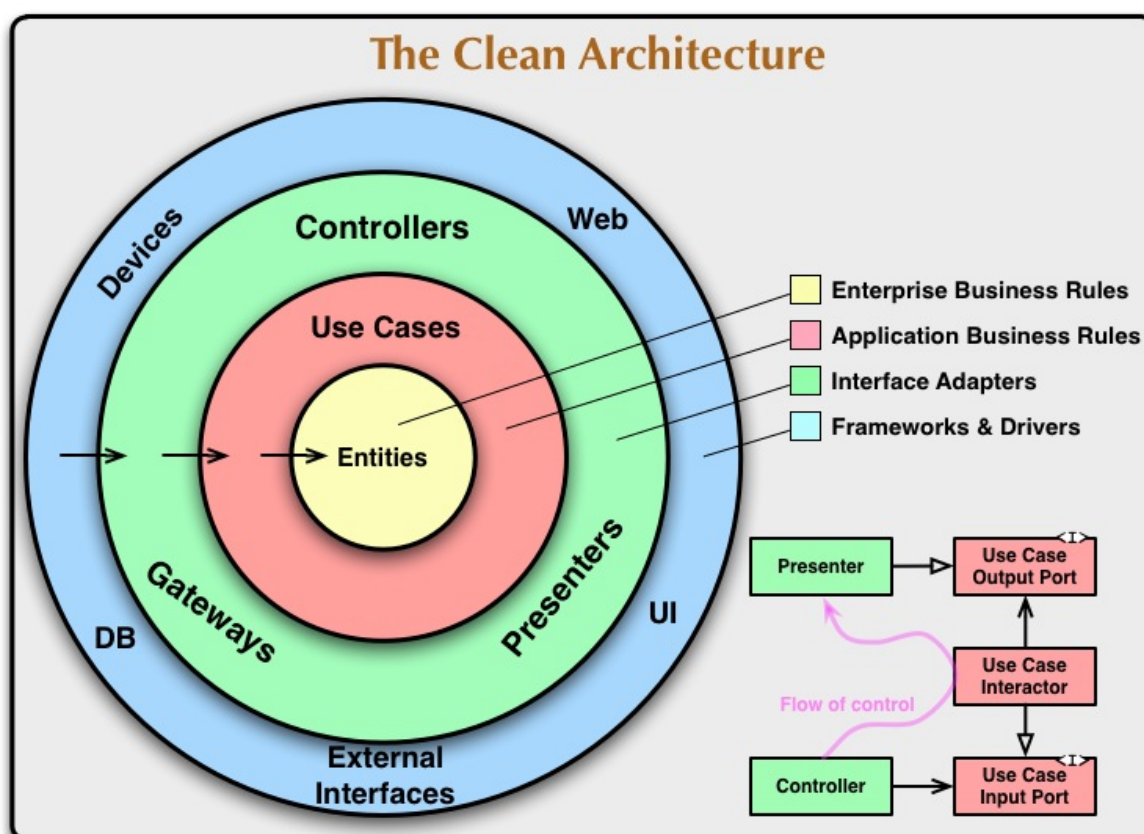 The Clean Architecture
Devices
Web
Controllers
Use Cases
Entities
Gateways
Presenters
DB
UI
External
Interfaces
Enterprise Business Rules
Application Business Rules
Interface Adapters
Frameworks & Drivers
Presenter
<I>
Use Case
Output Port
Flow of control
Use Case
Interactor
Controller
<I>
Use Case
Input Port